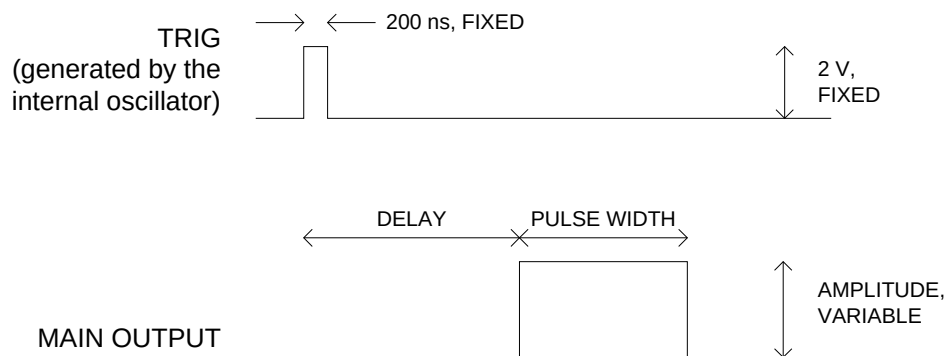 200 ns, FIXED
TRIG
(generated by the
internal oscillator)
2 V,
FIXED
DELAY
PULSE WIDTH
AMPLITUDE,
VARIABLE
MAIN OUTPUT